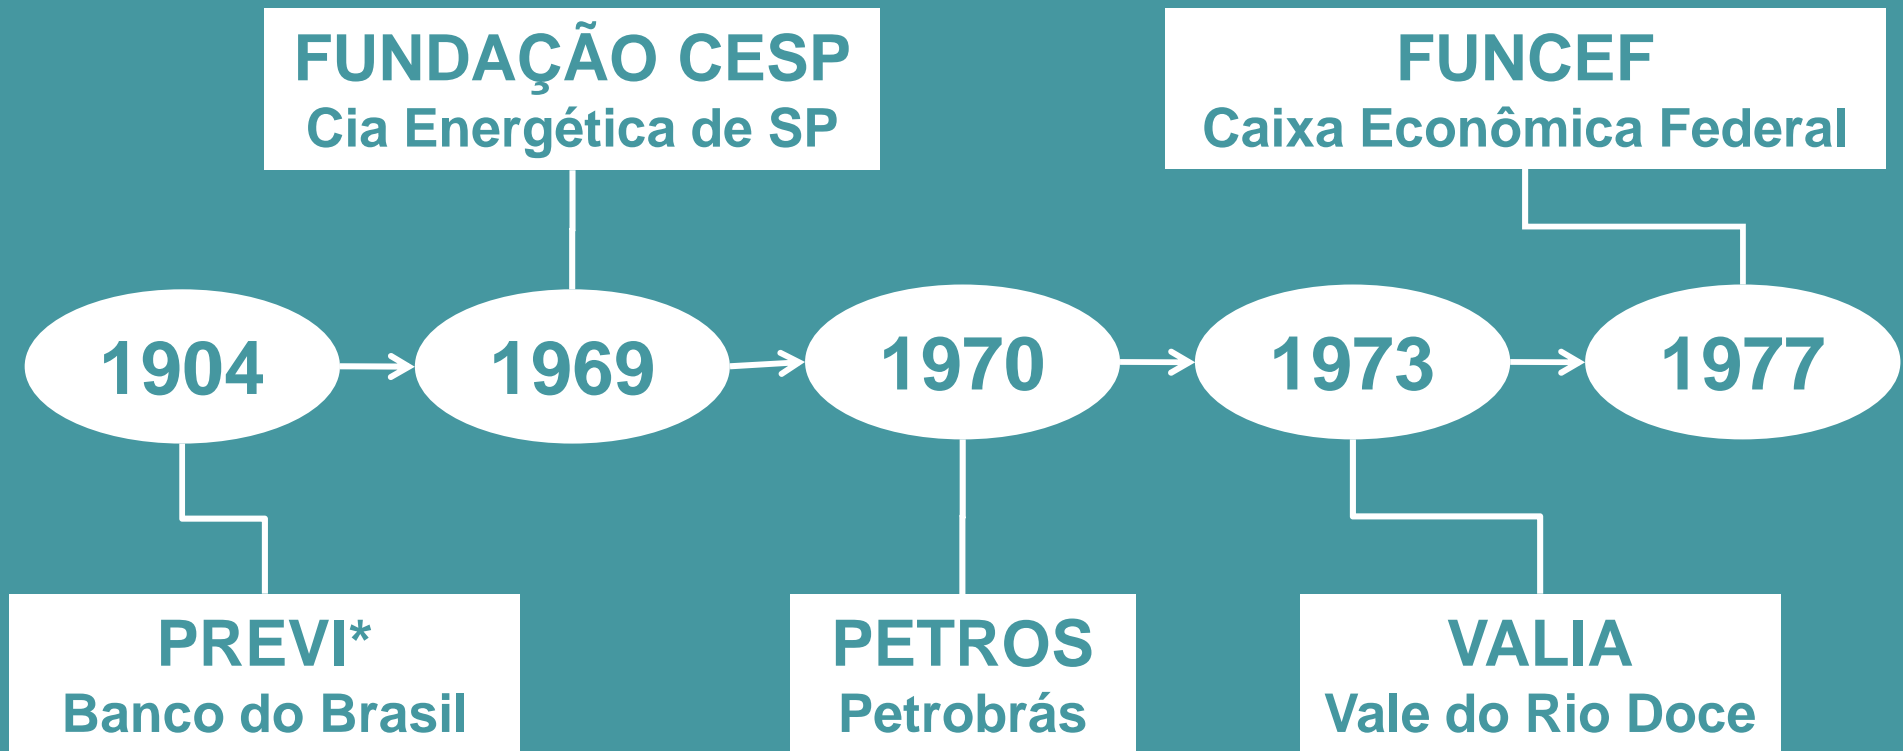 FUNDAÇÃO CESP
Cia Energética de SP
FUNCEF
Caixa Econômica Federal
1904
1969
1970
1973
1977
PREVI*
Banco do Brasil
PETROS
Petrobrás
VALIA
Vale do Rio Doce